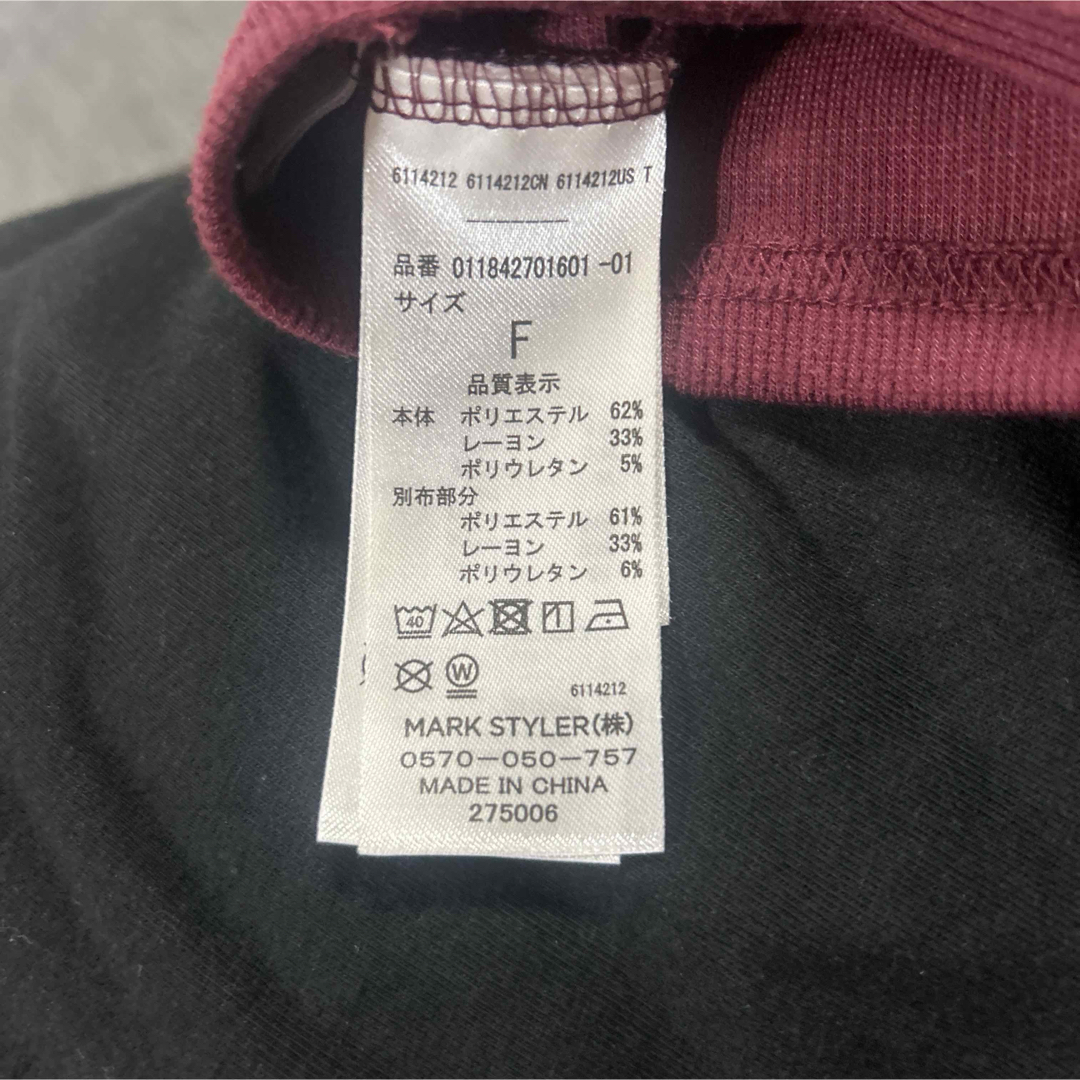 6114212 6114212CN 6114212US T
品番 011842701601 -01
サイズ
F
品質表示
本体 ポリエステル 62%
レーヨン 33%
ポリウレタン 5%
別布部分
ポリエステル 61%
レーヨン 33%
ポリウレタン 6%
40
W
6114212
MARK STYLER(株)
0570-050-757
MADE IN CHINA
275006